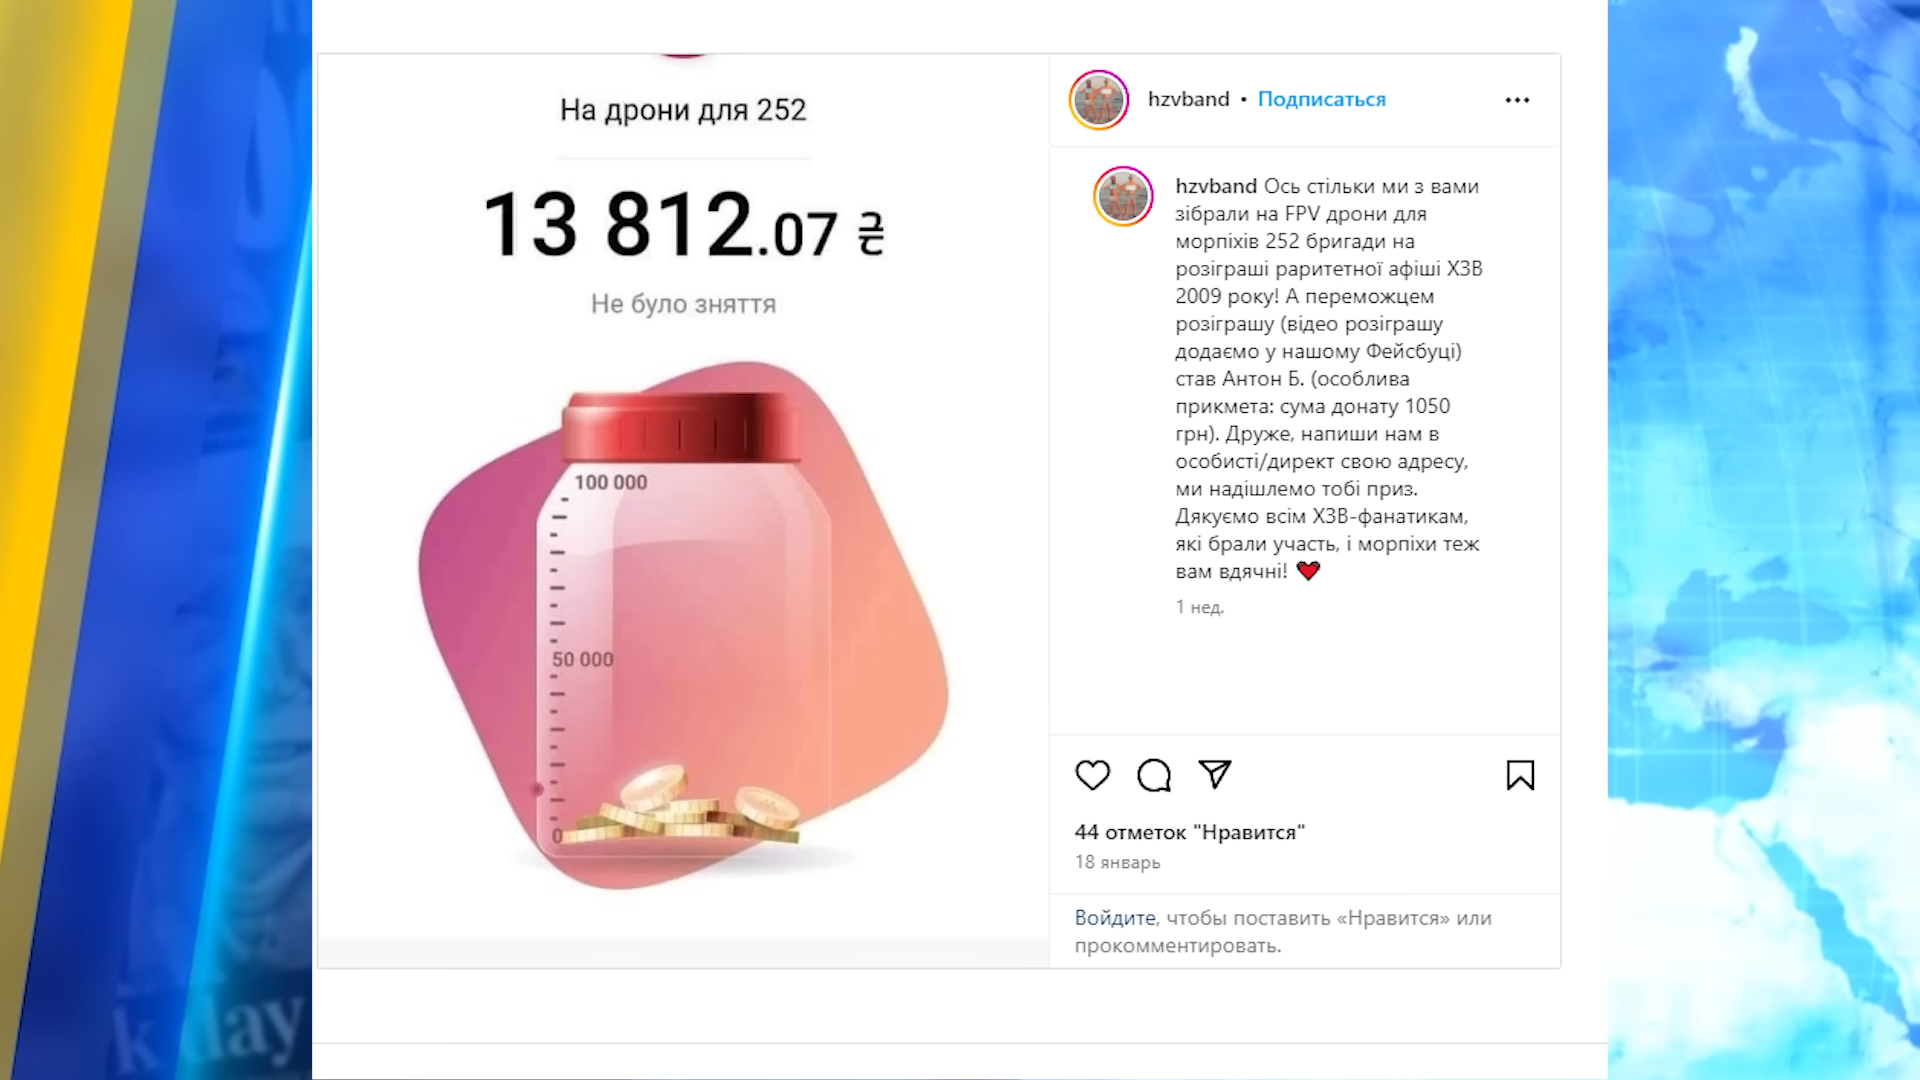 На дрони для 252
13 812.07 ₴
Не було зняття
100 000
50 000
0
hzvband • Подписаться
hzvband Ось стільки ми з вами
зібрали на FPV дрони для
морпіхів 252 бригади на
розіграші раритетної афіші ХЗВ
2009 року! А переможцем
розіграшу (відео розіграшу
додаємо у нашому Фейсбуці)
став Антон Б. (особлива
прикмета: сума донату 1050
грн). Друже, напиши нам в
особисті/директ свою адресу,
ми надішлемо тобі приз.
Дякуємо всім ХЗВ-фанатикам,
які брали участь, і морпіхи теж
вам вдячні! ❤
1 нед.
44 отметок "Нравится"
18 январь
Войдите, чтобы поставить «Нравится» или
прокомментировать.
k day